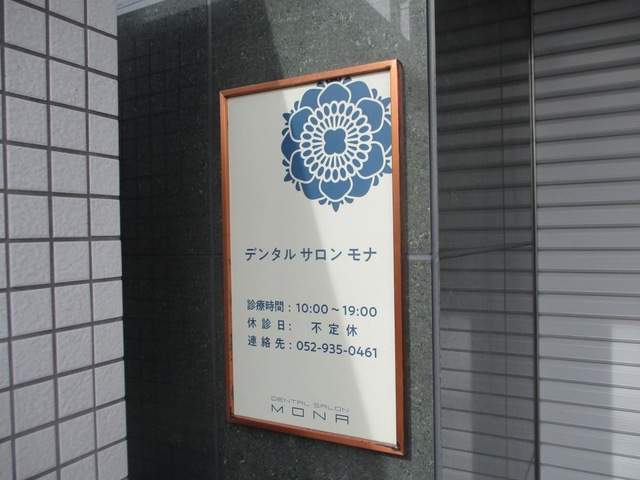 デンタル サロン モナ
診療時間：10:00～19:00
休診日：　不定休
連絡先：052-935-0461
DENTAL SALON
MONA